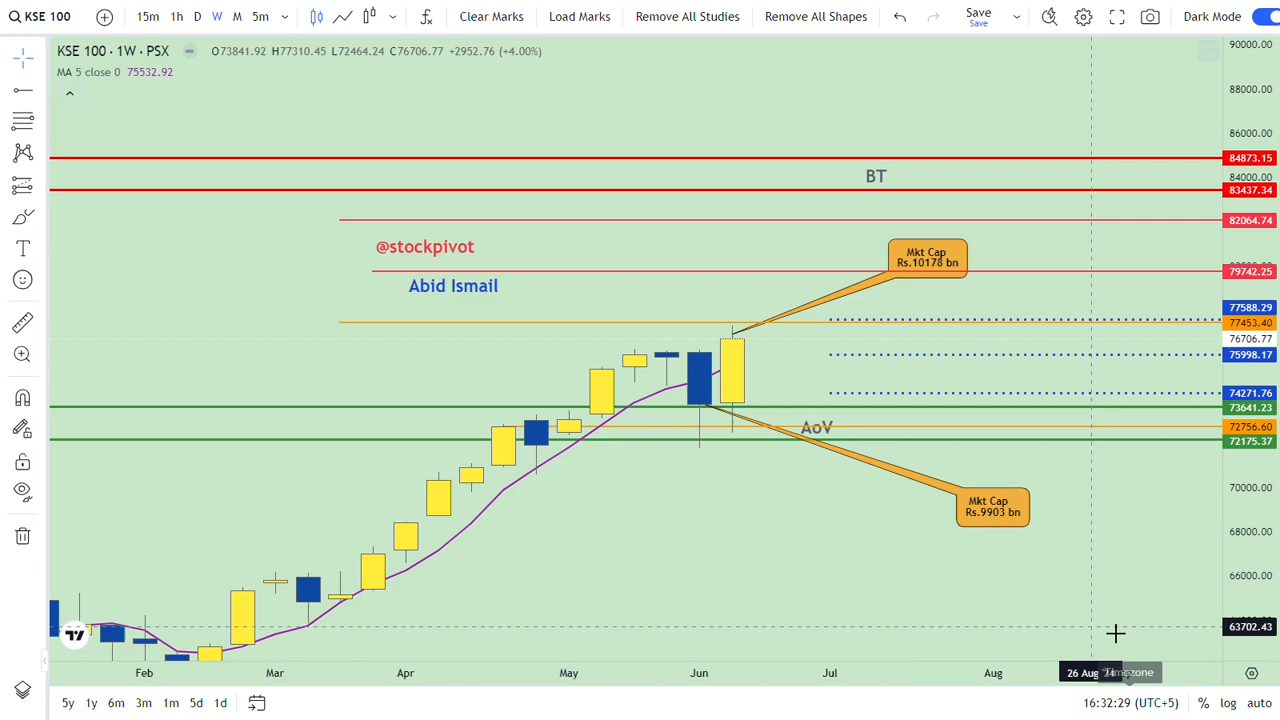 KSE 100
15m 1h D W M 5m
Clear Marks
Load Marks
Remove All Studies
Remove All Shapes
Save
Save
Dark Mode
KSE 100 · 1W · PSX
O73841.92 H77310.45 L72464.24 C76706.77 +2952.76 (+4.00%)
MA 5 close 0 75532.92
90000.00
88000.00
86000.00
84873.15
BT
84000.00
83437.34
82064.74
@stockpivot
Mkt Cap
Rs.10178 bn
79742.25
Abid Ismail
77588.29
77453.40
76706.77
75998.17
74271.76
73641.23
AoV
72756.60
72175.37
70000.00
Mkt Cap
Rs.9903 bn
68000.00
66000.00
63702.43
Feb Mar Apr May Jun Jul Aug
26 Aug
Timezone
5y 1y 6m 3m 1m 5d 1d
16:32:29 (UTC+5)
% log auto